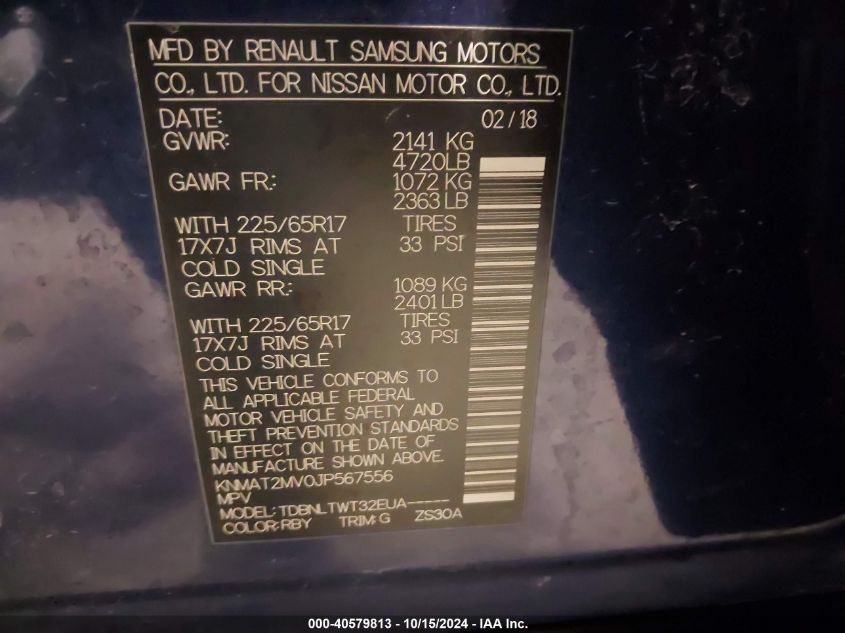 MFD BY RENAULT SAMSUNG MOTORS
CO., LTD. FOR NISSAN MOTOR CO., LTD.
DATE: 02/18
GVWR: 2141 KG
4720LB
GAWR FR: 1072 KG
2363 LB
WITH 225/65R17 TIRES
17X7J RIMS AT 33 PSI
COLD SINGLE
GAWR RR: 1089 KG
2401 LB
WITH 225/65R17 TIRES
17X7J RIMS AT 33 PSI
COLD SINGLE
THIS VEHICLE CONFORMS TO
ALL APPLICABLE FEDERAL
MOTOR VEHICLE SAFETY AND
THEFT PREVENTION STANDARDS
IN EFFECT ON THE DATE OF
MANUFACTURE SHOWN ABOVE.
KNMAT2MV0JP567556
MPV
MODEL: TDBNLTWT32EUA-----
COLOR:RBY TRIM:G ZS30A
000-40579813 - 10/15/2024 - IAA Inc.